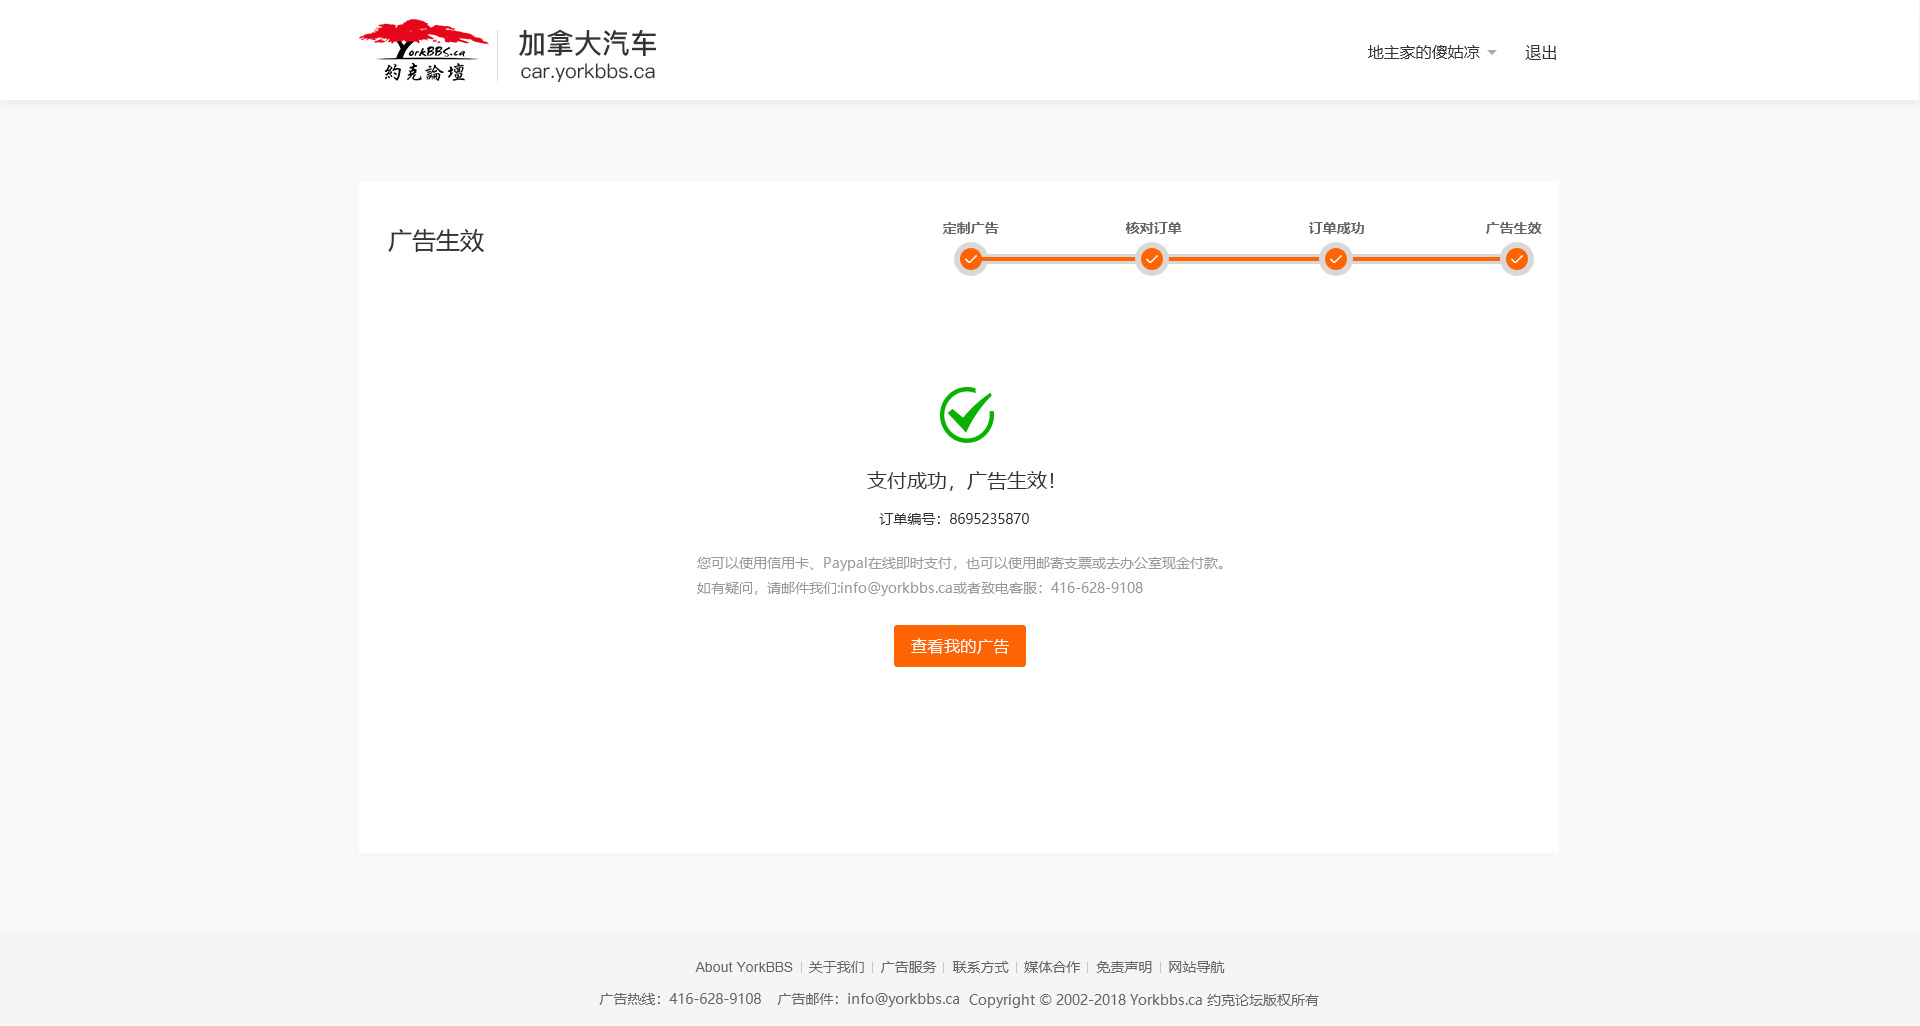 YorkBBS.ca
約克論壇
加拿大汽车
car.yorkbbs.ca
地主家的傻姑凉
退出
广告生效
定制广告
核对订单
订单成功
广告生效
支付成功，广告生效！
订单编号：8695235870
您可以使用信用卡、Paypal在线即时支付，也可以使用邮寄支票或去办公室现金付款。
如有疑问，请邮件我们:info@yorkbbs.ca或者致电客服：416-628-9108
查看我的广告
About YorkBBS | 关于我们 | 广告服务 | 联系方式 | 媒体合作 | 免责声明 | 网站导航
广告热线：416-628-9108 广告邮件：info@yorkbbs.ca Copyright © 2002-2018 Yorkbbs.ca 约克论坛版权所有